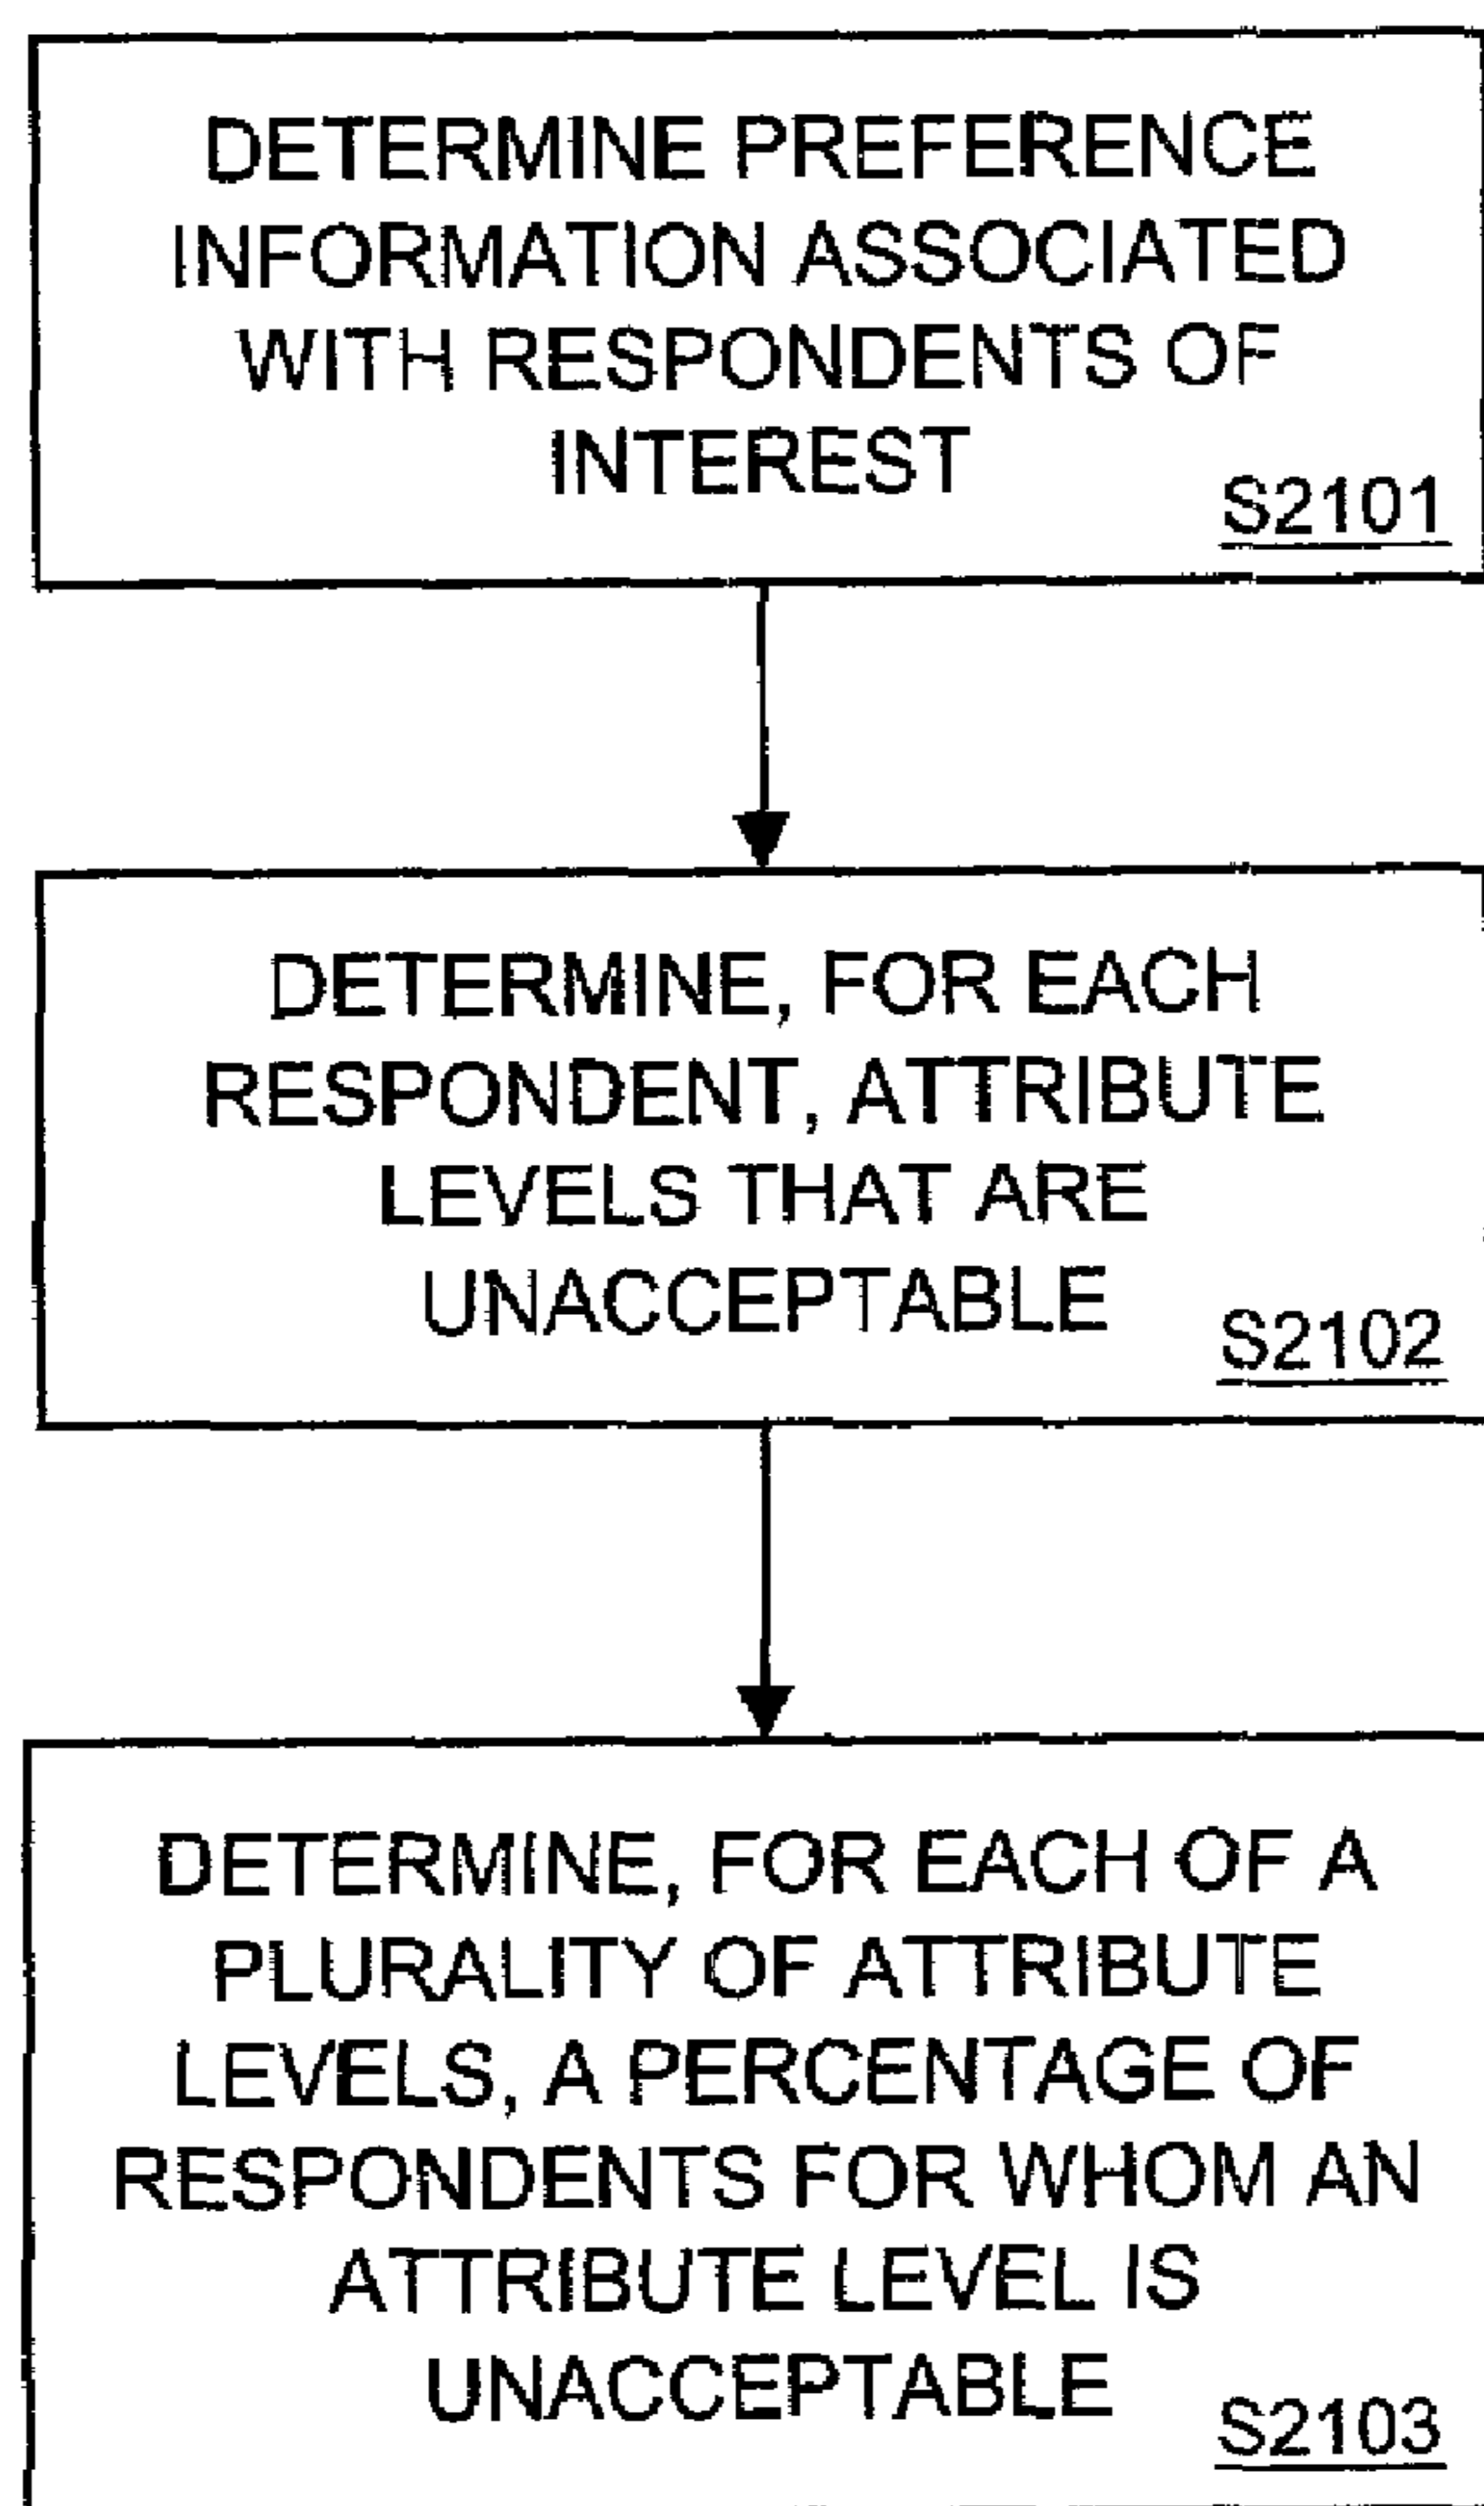 DETERMINE PREFERENCE
INFORMATION ASSOCIATED
WITH RESPONDENTS OF
INTEREST
S2101
DETERMINE, FOR EACH
RESPONDENT, ATTRIBUTE
LEVELS THAT ARE
UNACCEPTABLE
S2102
DETERMINE, FOR EACH OF A
PLURALITY OF ATTRIBUTE
LEVELS, A PERCENTAGE OF
RESPONDENTS FOR WHOM AN
ATTRIBUTE LEVEL IS
UNACCEPTABLE
S2103